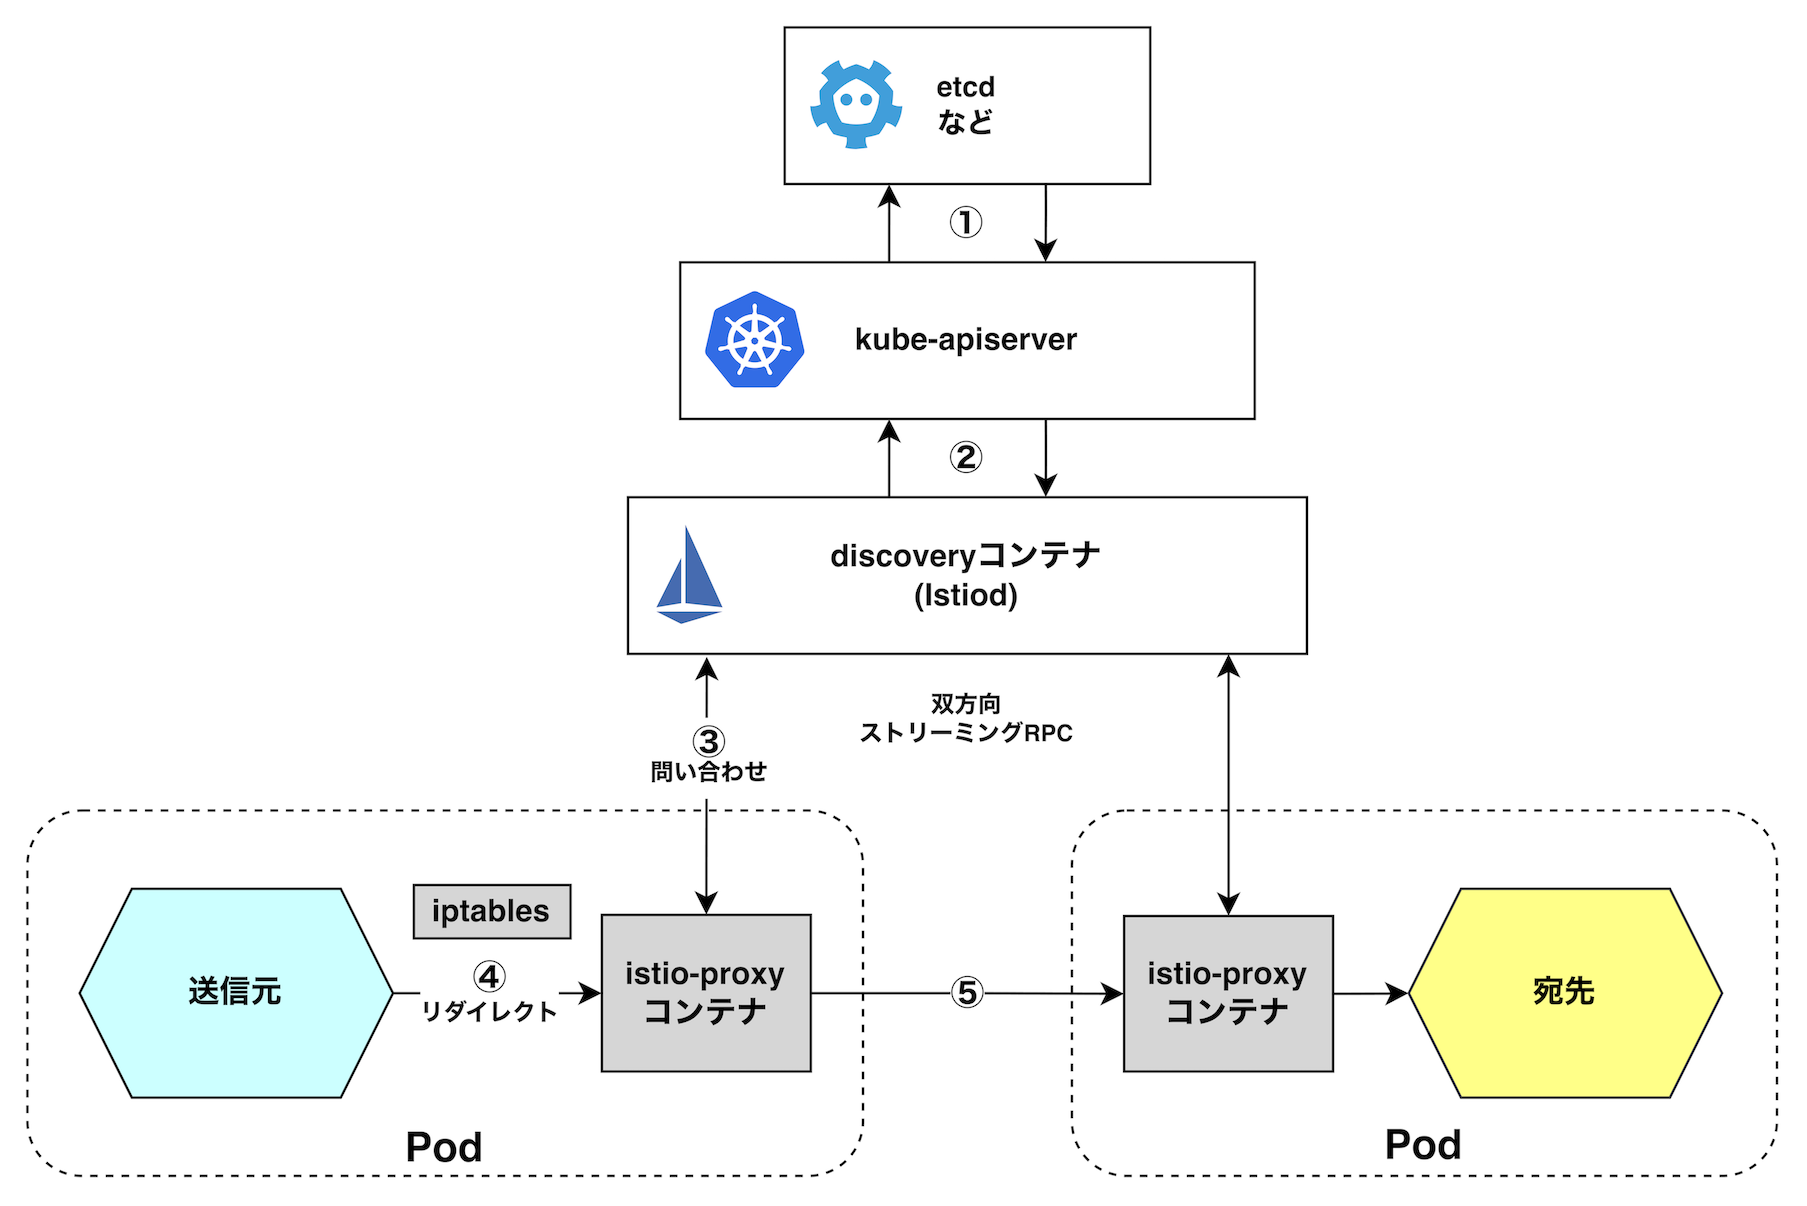 etcd
など
①
kube-apiserver
②
discoveryコンテナ
(Istiod)
双方向
ストリーミングRPC
③
問い合わせ
iptables
送信元
④
リダイレクト
istio-proxy
コンテナ
⑤
istio-proxy
コンテナ
宛先
Pod
Pod